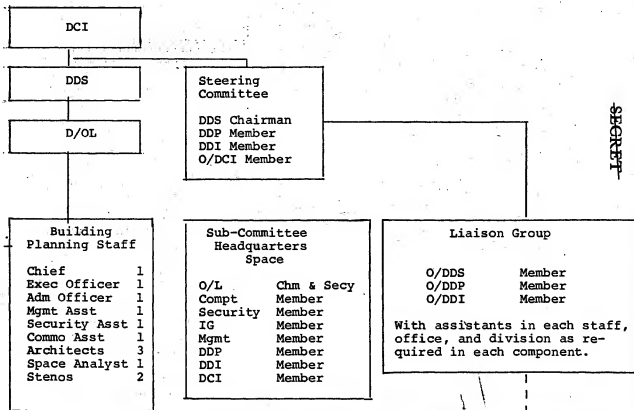 DCI
DDS
D/OL
Steering
Committee
DDS Chairman
DDP Member
DDI Member
O/DCI Member
SECRET
Building
Planning Staff
Chief 1
Exec Officer 1
Adm Officer 1
Mgmt Asst 1
Security Asst 1
Commo Asst 1
Architects 3
Space Analyst 1
Stenos 2
Sub-Committee
Headquarters
Space
O/L Chm & Secy
Compt Member
Security Member
IG Member
Mgmt Member
DDP Member
DDI Member
DCI Member
Liaison Group
O/DDS Member
O/DDP Member
O/DDI Member
With assistants in each staff,
office, and division as re-
quired in each component.